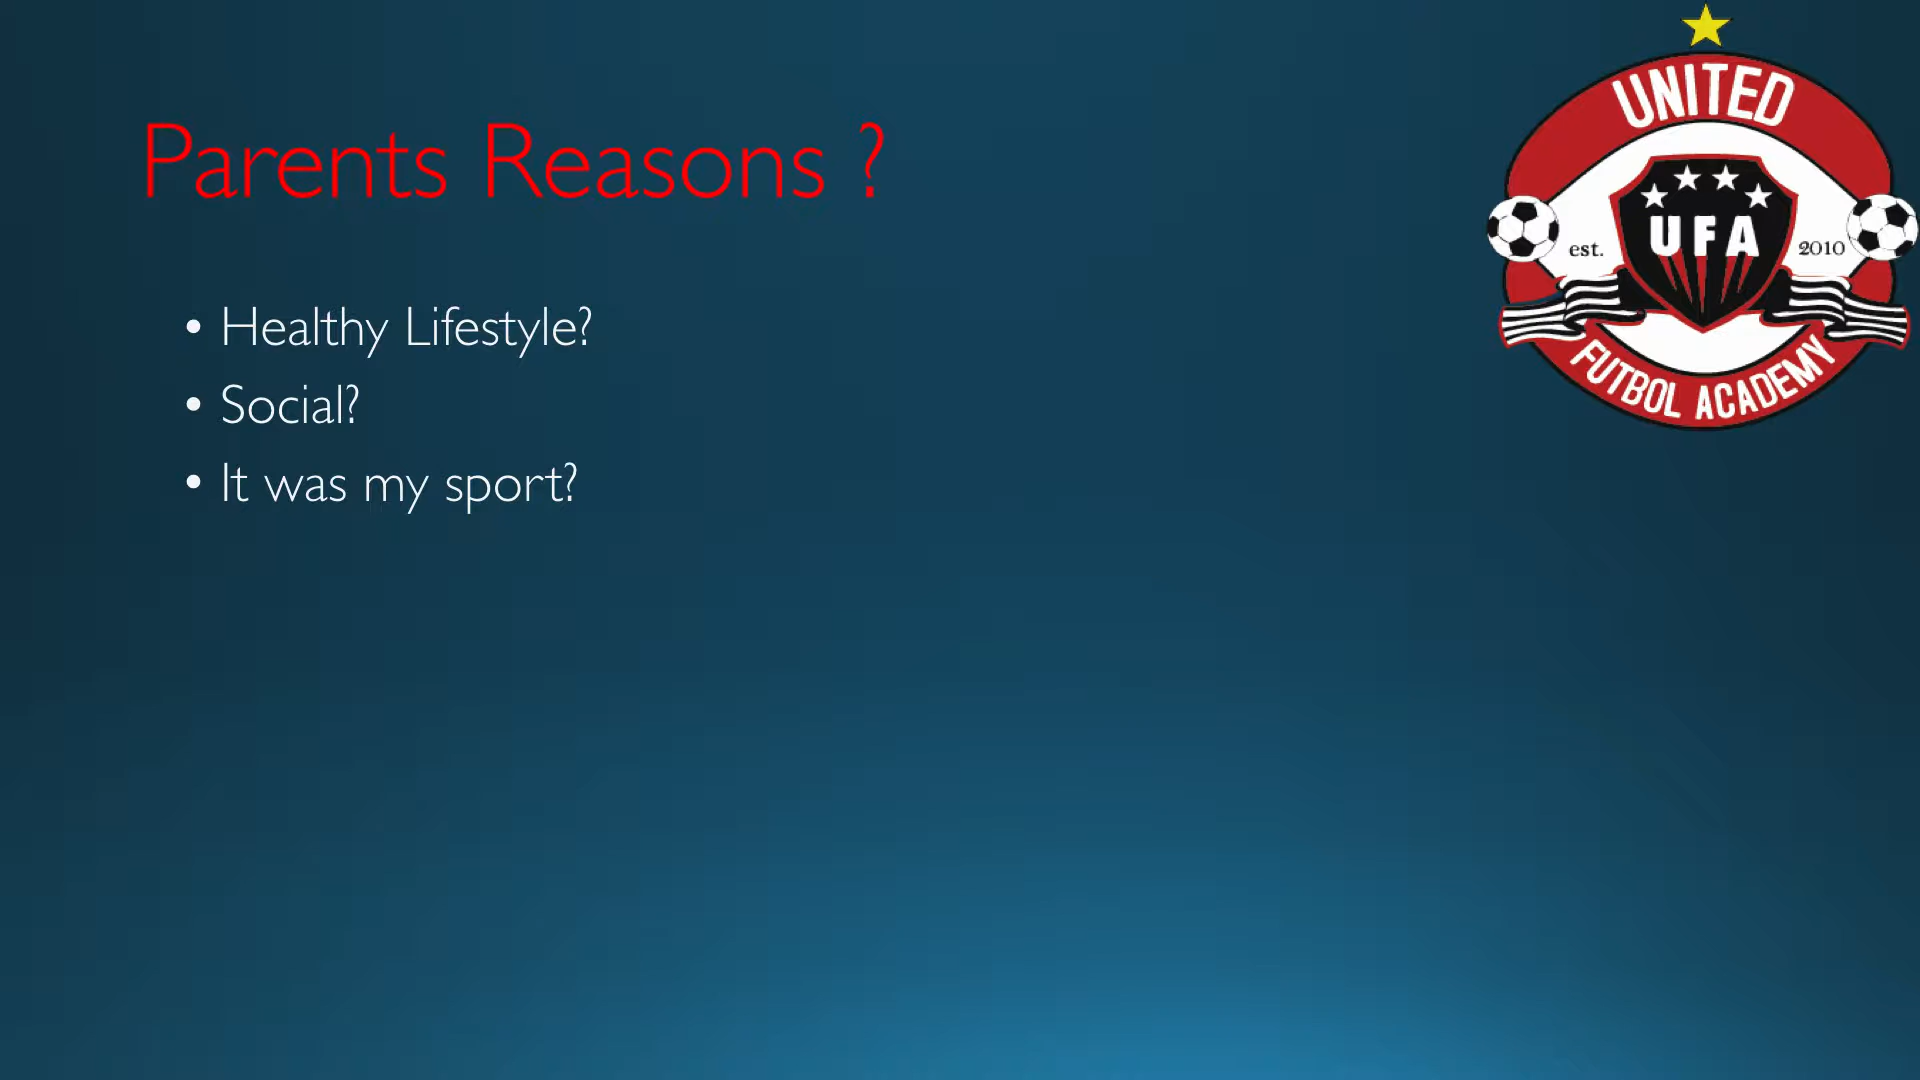 Parents Reasons ?
• Healthy Lifestyle?
• Social?
• It was my sport?
UNITED
UFA
est. 2010
FUTBOL ACADEMY